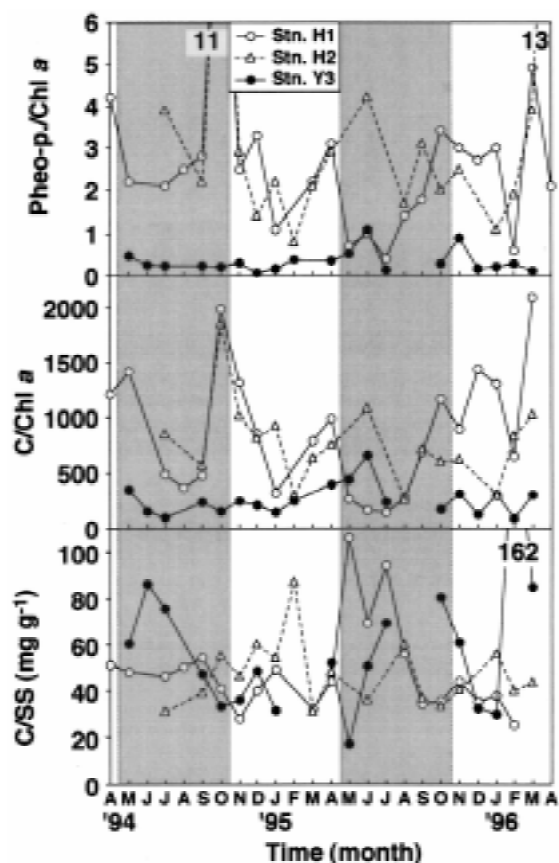 11
13
Stn. H1
Stn. H2
Stn. Y3
Pheo-p./Chl a
6
5
4
3
2
1
0
C/Chl a
2000
1500
1000
500
0
162
C/SS (mg g-1)
100
80
60
40
20
0
A M J J A S O N D J F M A M J J A S O N D J F M A
'94 '95 '96
Time (month)